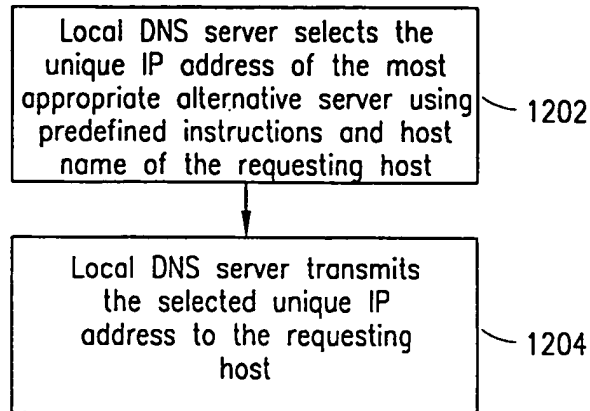 Local DNS server selects the
unique IP address of the most
appropriate alternative server using
predefined instructions and host
name of the requesting host
1202
Local DNS server transmits
the selected unique IP
address to the requesting
host
1204